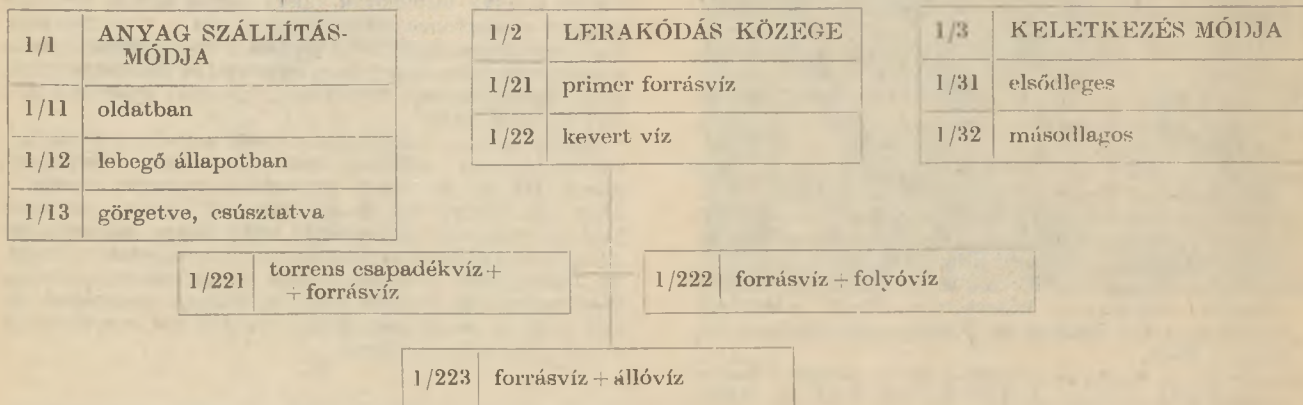 1/1 ANYAG SZÁLLÍTÁS-
MÓDJA
1/11 oldatban
1/12 lebegő állapotban
1/13 görgetve, csúsztatva
1/2 LERAKÓDÁS KÖZEGE
1/21 primer forrásvíz
1/22 kevert víz
1/3 KELETKEZÉS MÓDJA
1/31 elsődleges
1/32 másodlagos
1/221 torrens csapadékvíz+
+forrásvíz
1/222 forrásvíz+folyóvíz
1/223 forrásvíz+állóvíz